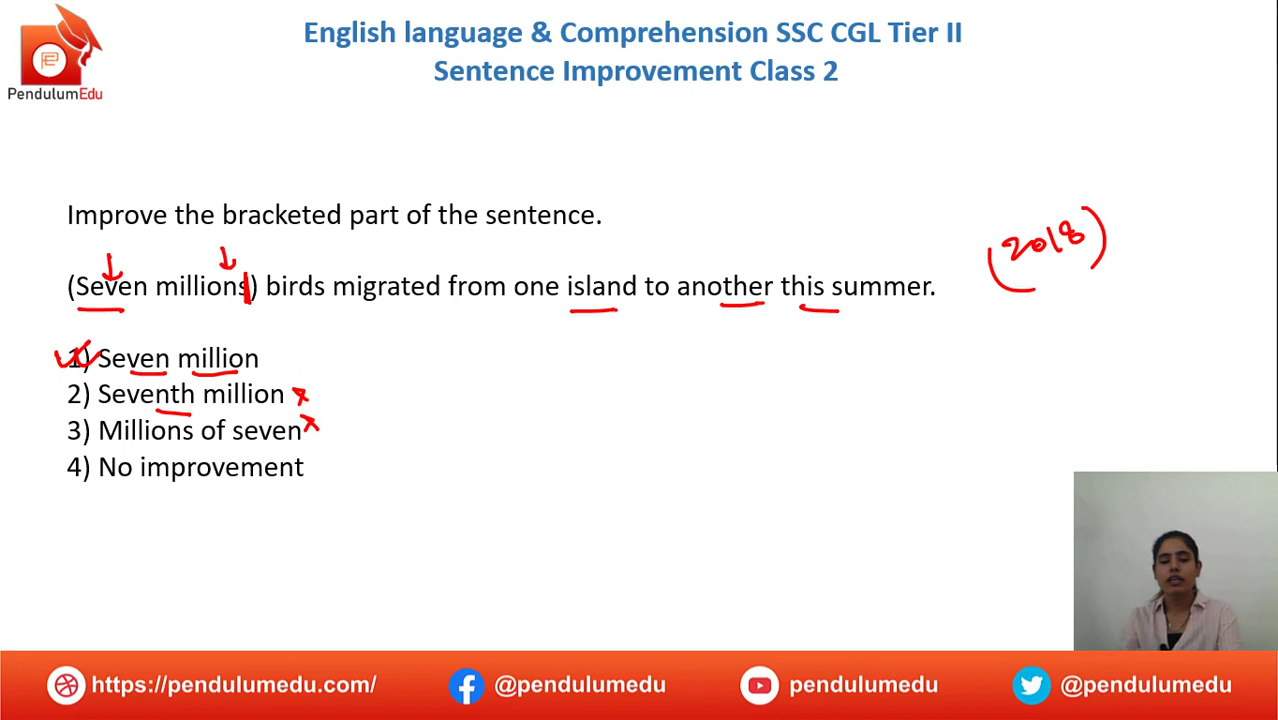 English language & Comprehension SSC CGL Tier II
Sentence Improvement Class 2
PendulumEdu
Improve the bracketed part of the sentence.
(2018)
(Seven millions) birds migrated from one island to another this summer.
1) Seven million
2) Seventh million
3) Millions of seven
4) No improvement
https://pendulumedu.com/ @pendulumedu pendulumedu @pendulumedu